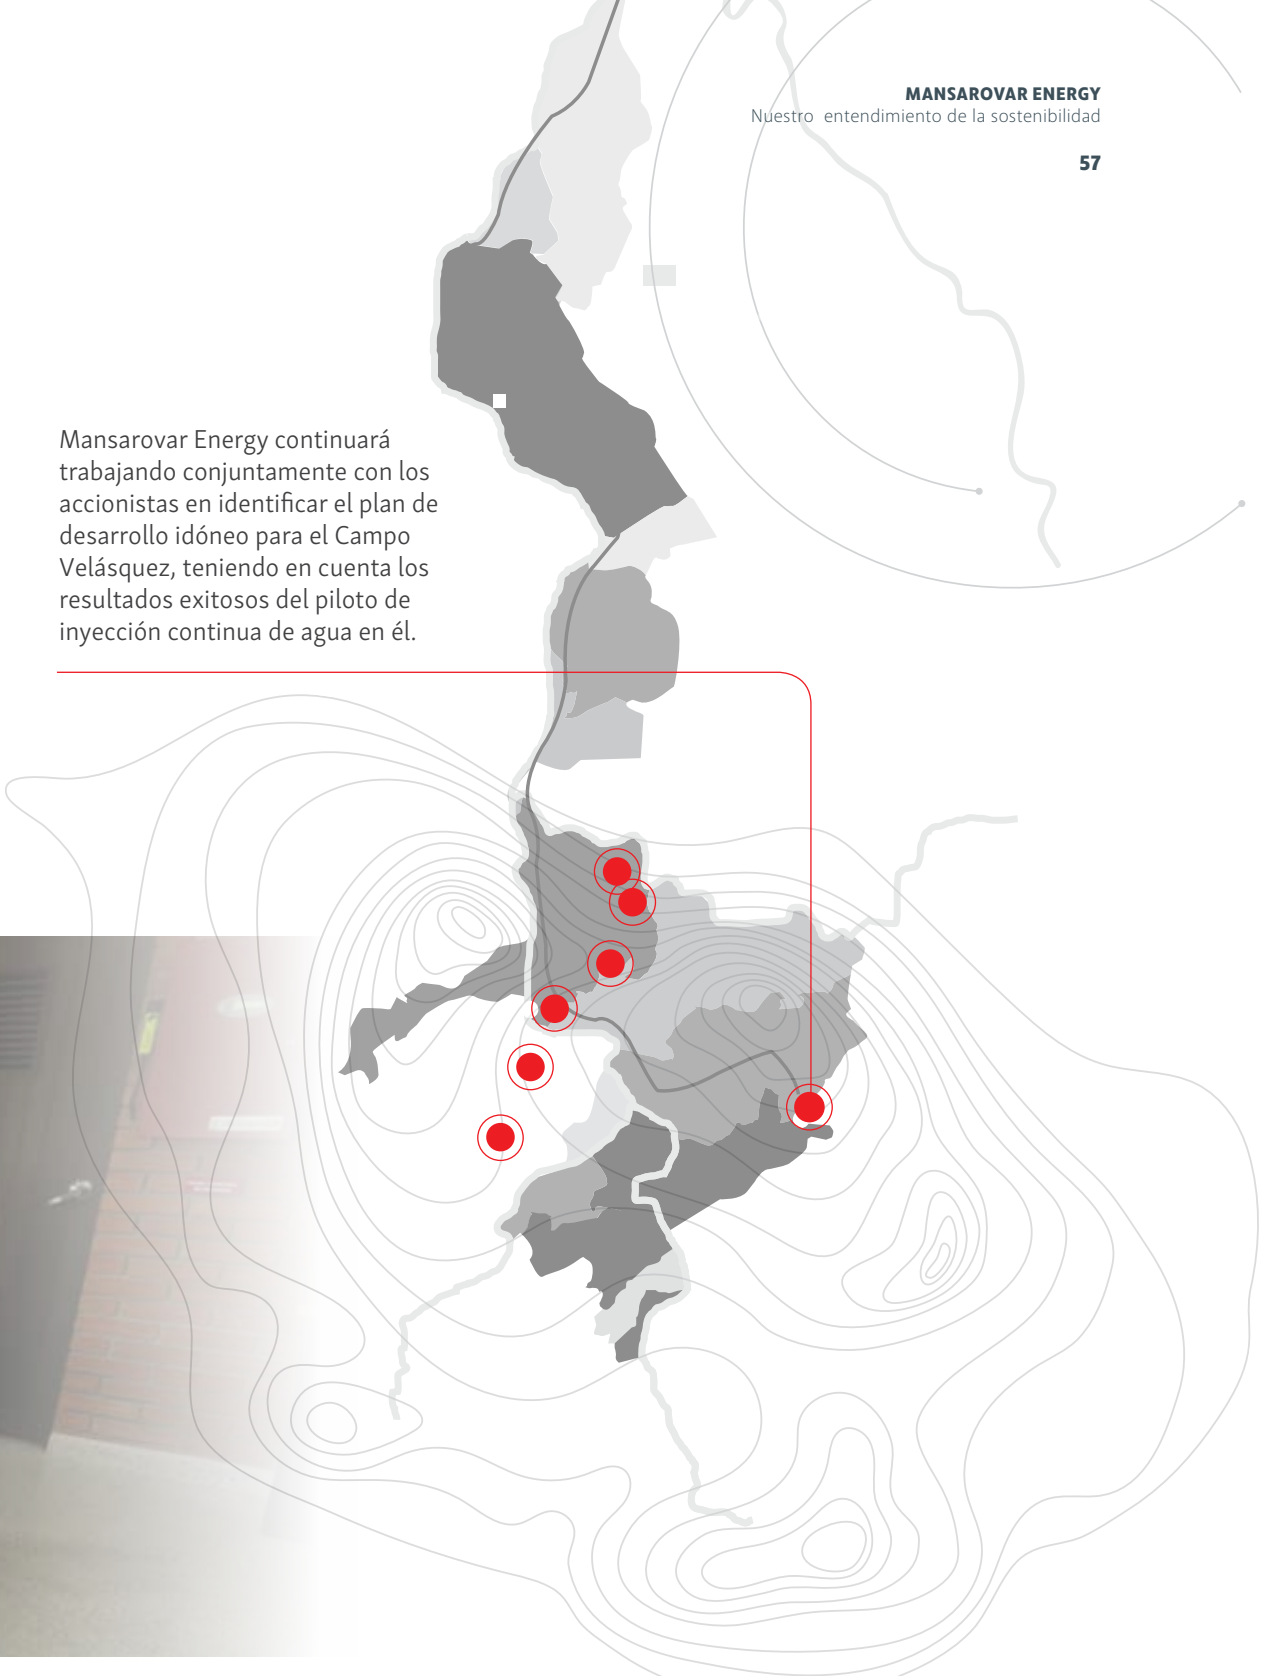 MANSAROVAR ENERGY
Nuestro entendimiento de la sostenibilidad
57
Mansarovar Energy continuará
trabajando conjuntamente con los
accionistas en identificar el plan de
desarrollo idóneo para el Campo
Velásquez, teniendo en cuenta los
resultados exitosos del piloto de
inyección continua de agua en él.